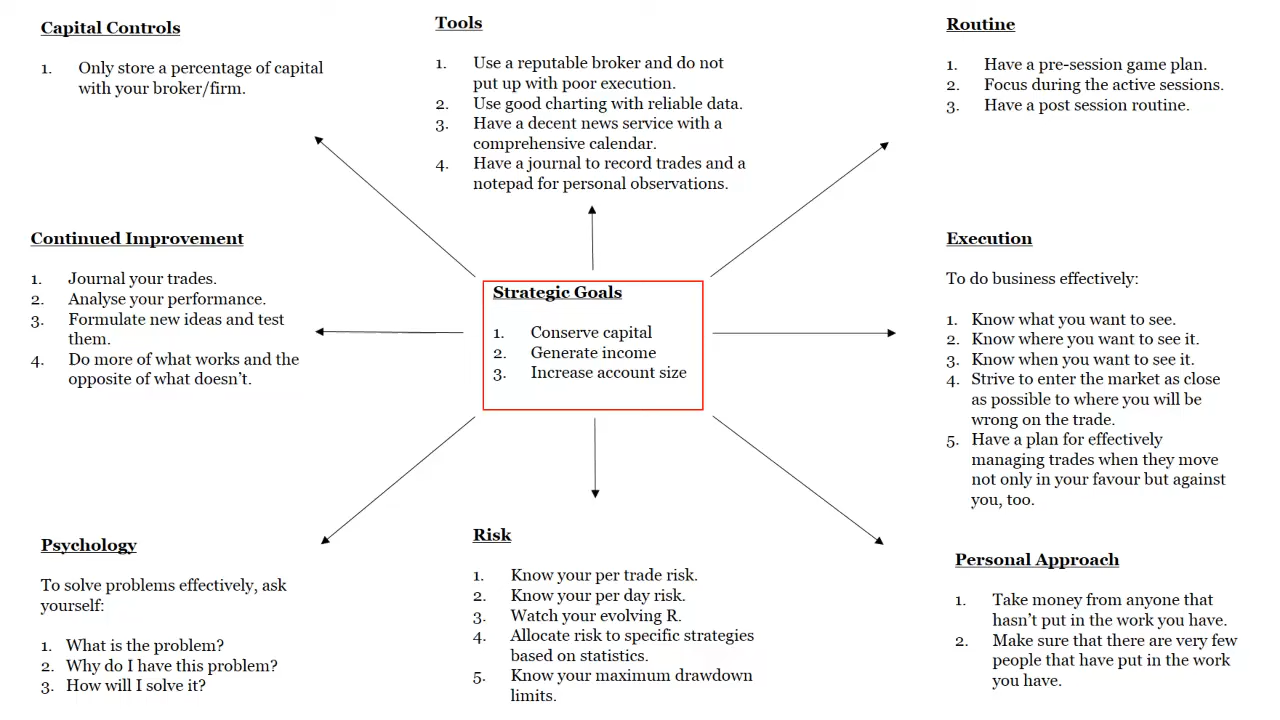 Capital Controls
1. Only store a percentage of capital
with your broker/firm.
Tools
1. Use a reputable broker and do not
put up with poor execution.
2. Use good charting with reliable data.
3. Have a decent news service with a
comprehensive calendar.
4. Have a journal to record trades and a
notepad for personal observations.
Routine
1. Have a pre-session game plan.
2. Focus during the active sessions.
3. Have a post session routine.
Continued Improvement
1. Journal your trades.
2. Analyse your performance.
3. Formulate new ideas and test
them.
4. Do more of what works and the
opposite of what doesn't.
Strategic Goals
1. Conserve capital
2. Generate income
3. Increase account size
Execution
To do business effectively:
1. Know what you want to see.
2. Know where you want to see it.
3. Know when you want to see it.
4. Strive to enter the market as close
as possible to where you will be
wrong on the trade.
5. Have a plan for effectively
managing trades when they move
not only in your favour but against
you, too.
Psychology
To solve problems effectively, ask
yourself:
1. What is the problem?
2. Why do I have this problem?
3. How will I solve it?
Risk
1. Know your per trade risk.
2. Know your per day risk.
3. Watch your evolving R.
4. Allocate risk to specific strategies
based on statistics.
5. Know your maximum drawdown
limits.
Personal Approach
1. Take money from anyone that
hasn't put in the work you have.
2. Make sure that there are very few
people that have put in the work
you have.